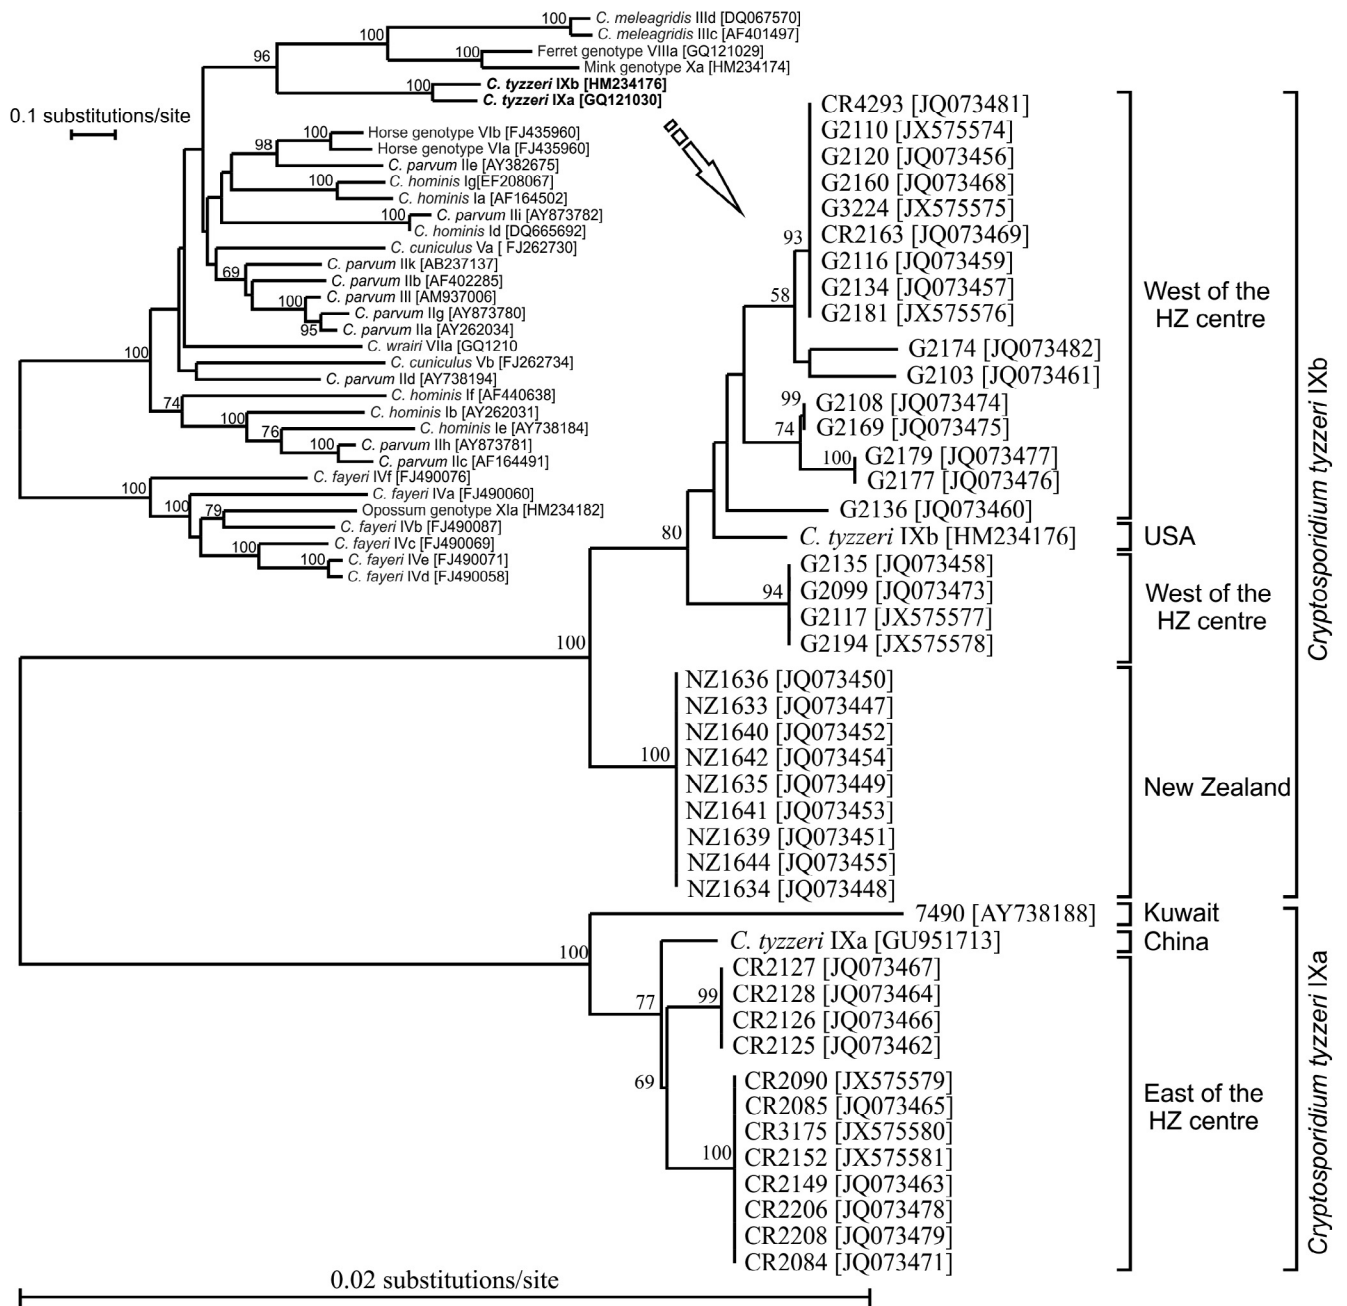 100
C. meleagridis IIId [DQ067570]
C. meleagridis IIIc [AF401497]
100
100
Ferret genotype VIIIa [GQ121029]
Mink genotype Xa [HM234174]
96
100
C. tyzzeri IXb [HM234176]
C. tyzzeri IXa [GQ121030]
0.1 substitutions/site
100
Horse genotype VIb [FJ435960]
98
Horse genotype VIa [FJ435960]
C. parvum IIe [AY382675]
100
C. hominis Ig[EF208067]
C. hominis Ia [AF164502]
100
C. parvum IIi [AY873782]
C. hominis Id [DQ665692]
C. cuniculus Va [ FJ262730]
69
C. parvum IIk [AB237137]
C. parvum IIb [AF402285]
100
C. parvum III [AM937006]
C. parvum IIg [AY873780]
95
C. parvum IIa [AY262034]
C. wrairi VIIa [GQ1210
100
C. cuniculus Vb [FJ262734]
C. parvum IId [AY738194]
74
C. hominis If [AF440638]
100
C. hominis Ib [AY262031]
76
C. hominis Ie [AY738184]
100
C. parvum IIh [AY873781]
C. parvum IIc [AF164491]
100
C. fayeri IVf [FJ490076]
100
C. fayeri IVa [FJ490060]
79
Opossum genotype XIa [HM234182]
C. fayeri IVb [FJ490087]
100
C. fayeri IVc [FJ490069]
100
C. fayeri IVe [FJ490071]
C. fayeri IVd [FJ490058]
CR4293 [JQ073481]
G2110 [JX575574]
G2120 [JQ073456]
G2160 [JQ073468]
G3224 [JX575575]
93
CR2163 [JQ073469]
G2116 [JQ073459]
G2134 [JQ073457]
58
G2181 [JX575576]
G2174 [JQ073482]
G2103 [JQ073461]
99
G2108 [JQ073474]
74
G2169 [JQ073475]
100
G2179 [JQ073477]
G2177 [JQ073476]
G2136 [JQ073460]
80
C. tyzzeri IXb [HM234176]
G2135 [JQ073458]
94
G2099 [JQ073473]
G2117 [JX575577]
G2194 [JX575578]
100
NZ1636 [JQ073450]
NZ1633 [JQ073447]
NZ1640 [JQ073452]
100
NZ1642 [JQ073454]
NZ1635 [JQ073449]
NZ1641 [JQ073453]
NZ1639 [JQ073451]
NZ1644 [JQ073455]
NZ1634 [JQ073448]
7490 [AY738188]
100
C. tyzzeri IXa [GU951713]
CR2127 [JQ073467]
77
99
CR2128 [JQ073464]
CR2126 [JQ073466]
CR2125 [JQ073462]
69
CR2090 [JX575579]
CR2085 [JQ073465]
CR3175 [JX575580]
100
CR2152 [JX575581]
CR2149 [JQ073463]
CR2206 [JQ073478]
CR2208 [JQ073479]
CR2084 [JQ073471]
West of the
HZ centre
USA
West of the
HZ centre
New Zealand
Kuwait
China
East of the
HZ centre
Cryptosporidium tyzzeri IXb
Cryptosporidium tyzzeri IXa
0.02 substitutions/site